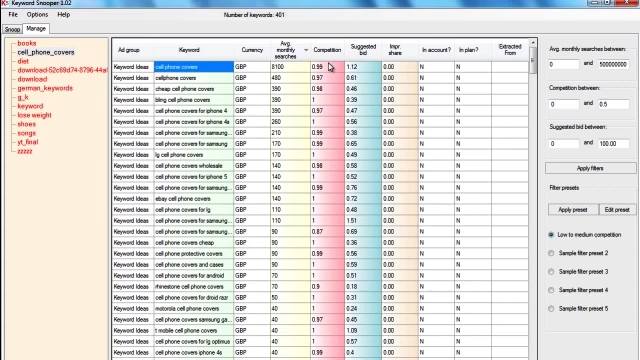 Keyword Snooper 1.02
File Options Help
Number of keywords: 401
Snoop Manage
books
cell_phone_covers
diet
download-52c69d74-8796-44af
download
german_keywords
g_k
keyword
lose weight
shoes
songs
yt_final
zzzzz
Ad group Keyword Currency Avg. monthly searches Competition Suggested bid Impr. share In account? In plan? Extracted From
Keyword Ideas cell phone covers GBP 8100 0.99 1.12 0.00 N N
Keyword Ideas cellphone covers GBP 480 0.97 0.61 0.00 N N
Keyword Ideas cheap cell phone covers GBP 390 0.98 0.46 0.00 N N
Keyword Ideas bling cell phone covers GBP 390 1 0.39 0.00 N N
Keyword Ideas cell phone covers for iphone 4 GBP 390 0.97 0.47 0.00 N N
Keyword Ideas cell phone covers for iphone 4s GBP 260 1 0.56 0.00 N N
Keyword Ideas cell phone covers for samsung GBP 210 0.99 0.38 0.00 N N
Keyword Ideas cell phone covers for samsung... GBP 170 0.99 0.50 0.00 N N
Keyword Ideas lg cell phone covers GBP 170 1 0.49 0.00 N N
Keyword Ideas cell phone covers wholesale GBP 140 0.98 0.58 0.00 N N
Keyword Ideas cell phone covers for iphone 5 GBP 140 1 0.52 0.00 N N
Keyword Ideas cell phone covers for samsung... GBP 140 0.99 0.76 0.00 N N
Keyword Ideas ebay cell phone covers GBP 140 1 0.72 0.00 N N
Keyword Ideas cell phone covers for lg GBP 110 1 0.48 0.00 N N
Keyword Ideas cell phone covers for samsung... GBP 110 1 1.51 0.00 N N
Keyword Ideas cell phone covers for samsung... GBP 90 0.87 0.69 0.00 N N
Keyword Ideas cell phone covers cheap GBP 90 1 0.39 0.00 N N
Keyword Ideas cell phone protective covers GBP 90 0.99 0.56 0.00 N N
Keyword Ideas cell phone covers and cases GBP 90 1 0.59 0.00 N N
Keyword Ideas cell phone covers for android GBP 70 1 0.51 0.00 N N
Keyword Ideas rhinestone cell phone covers GBP 70 0.9 0.18 0.00 N N
Keyword Ideas cell phone covers for droid razr GBP 50 1 0.24 0.00 N N
Keyword Ideas motorola cell phone covers GBP 40 1 0.24 0.00 N N
Keyword Ideas cell phone covers samsung ga... GBP 40 0.97 0.45 0.00 N N
Keyword Ideas t mobile cell phone covers GBP 40 1 1.09 0.00 N N
Keyword Ideas cell phone covers for lg optimus GBP 40 1 0.57 0.00 N N
Keyword Ideas cell phone covers iphone 4s GBP 40 0.99 0.4 0.00 N N
Avg. monthly searches between:
0 and 500000000
Competition between:
0 and 0.5
Suggested bid between:
0 and 100.00
Apply filters
Filter presets
Apply preset Edit preset
Low to medium competition
Sample filter preset 2
Sample filter preset 3
Sample filter preset 4
Sample filter preset 5